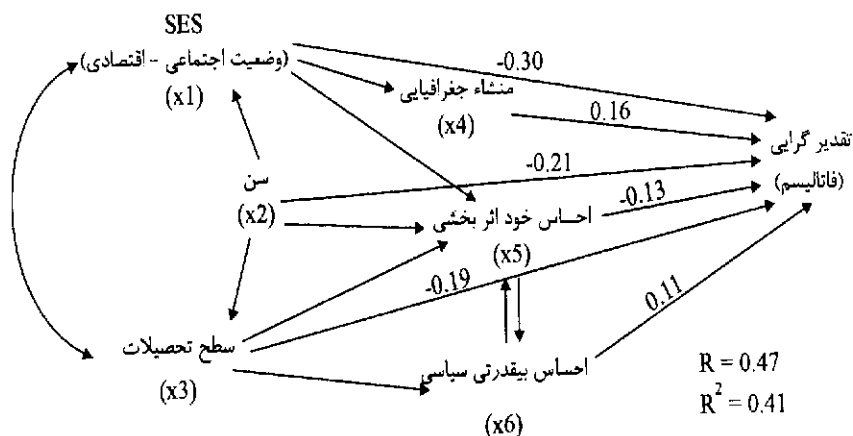 SES
(وضعیت اجتماعی - اقتصادی)
(x1)
-0.30
منشاء جغرافیایی
(x4)
0.16
تقدیر گرایی
(فاتالیسم)
سن
(x2)
-0.21
احساس خود اثر بخشی
(x5)
-0.13
-0.19
0.11
سطح تحصیلات
(x3)
احساس بیقدرتی سیاسی
(x6)
R = 0.47
R² = 0.41